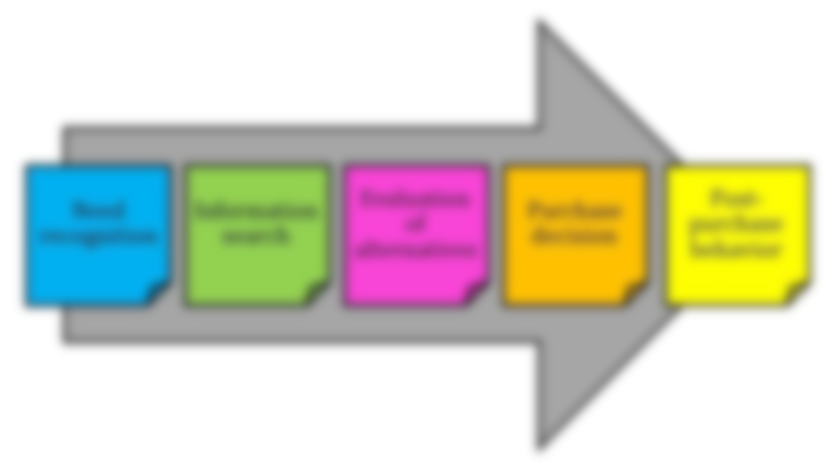 Need
recognition
Information
search
Evaluation
of
alternatives
Purchase
decision
Post-
purchase
behavior